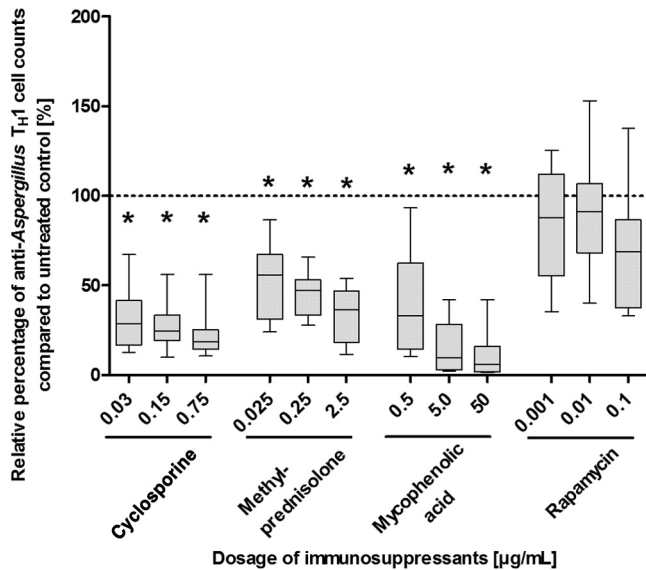 Relative percentage of anti-Aspergillus TH1 cell counts
compared to untreated control [%]
200
150
100
50
0
* * * * * * * * *
0.03 0.15 0.75 0.025 0.25 2.5 0.5 5.0 50 0.001 0.01 0.1
Cyclosporine
Methyl-
prednisolone
Mycophenolic
acid
Rapamycin
Dosage of immunosuppressants [µg/mL]